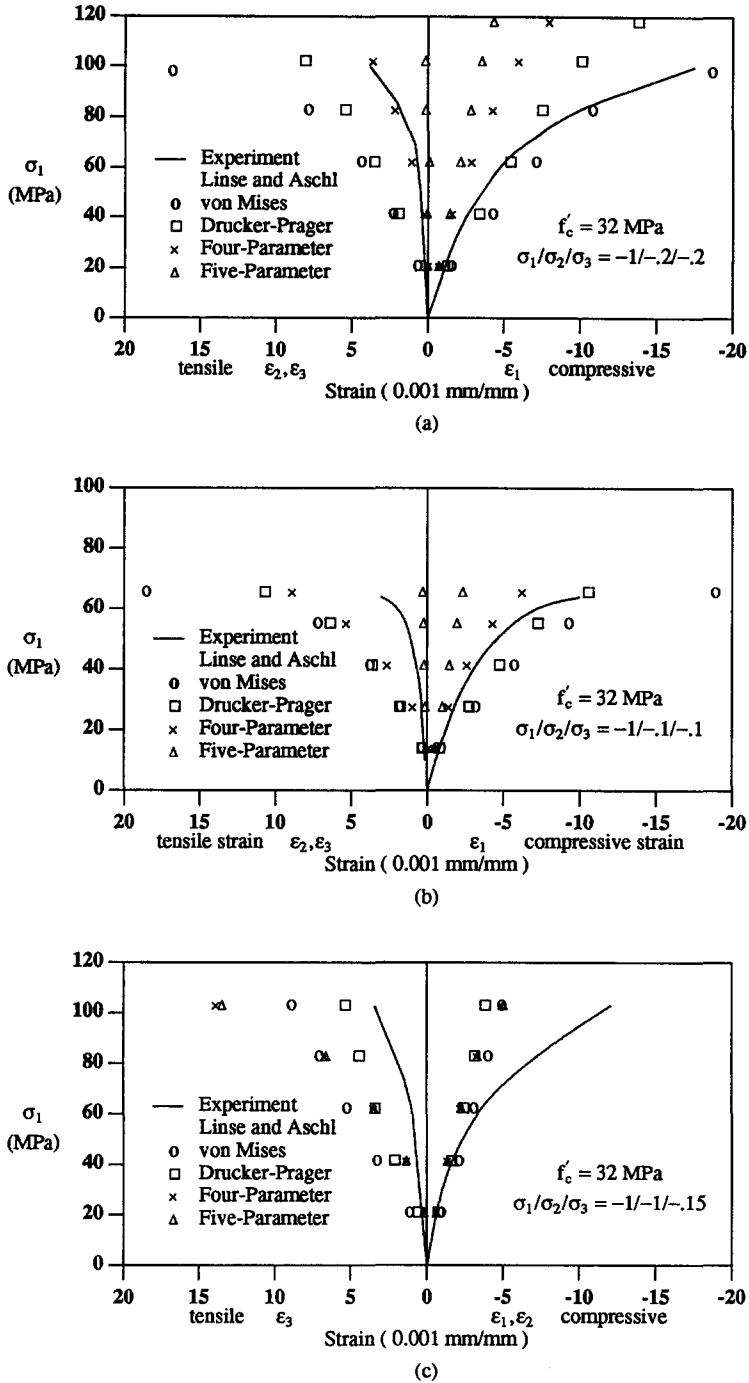 120
100
80
60
40
20
0
σ₁
(MPa)
Experiment
Linse and Aschl
von Mises
Drucker-Prager
Four-Parameter
Five-Parameter
f′c = 32 MPa
σ₁/σ₂/σ₃ = −1/−.2/−.2
20 15 10 5 0 -5 -10 -15 -20
tensile ε₂,ε₃ ε₁ compressive
Strain ( 0.001 mm/mm )
(a)
100
80
60
40
20
0
σ₁
(MPa)
Experiment
Linse and Aschl
von Mises
Drucker-Prager
Four-Parameter
Five-Parameter
f′c = 32 MPa
σ₁/σ₂/σ₃ = −1/−.1/−.1
20 15 10 5 0 -5 -10 -15 -20
tensile strain ε₂,ε₃ ε₁ compressive strain
Strain ( 0.001 mm/mm )
(b)
120
100
80
60
40
20
0
σ₁
(MPa)
Experiment
Linse and Aschl
von Mises
Drucker-Prager
Four-Parameter
Five-Parameter
f′c = 32 MPa
σ₁/σ₂/σ₃ = −1/−1/−.15
20 15 10 5 0 -5 -10 -15 -20
tensile ε₃ ε₁,ε₂ compressive
Strain ( 0.001 mm/mm )
(c)